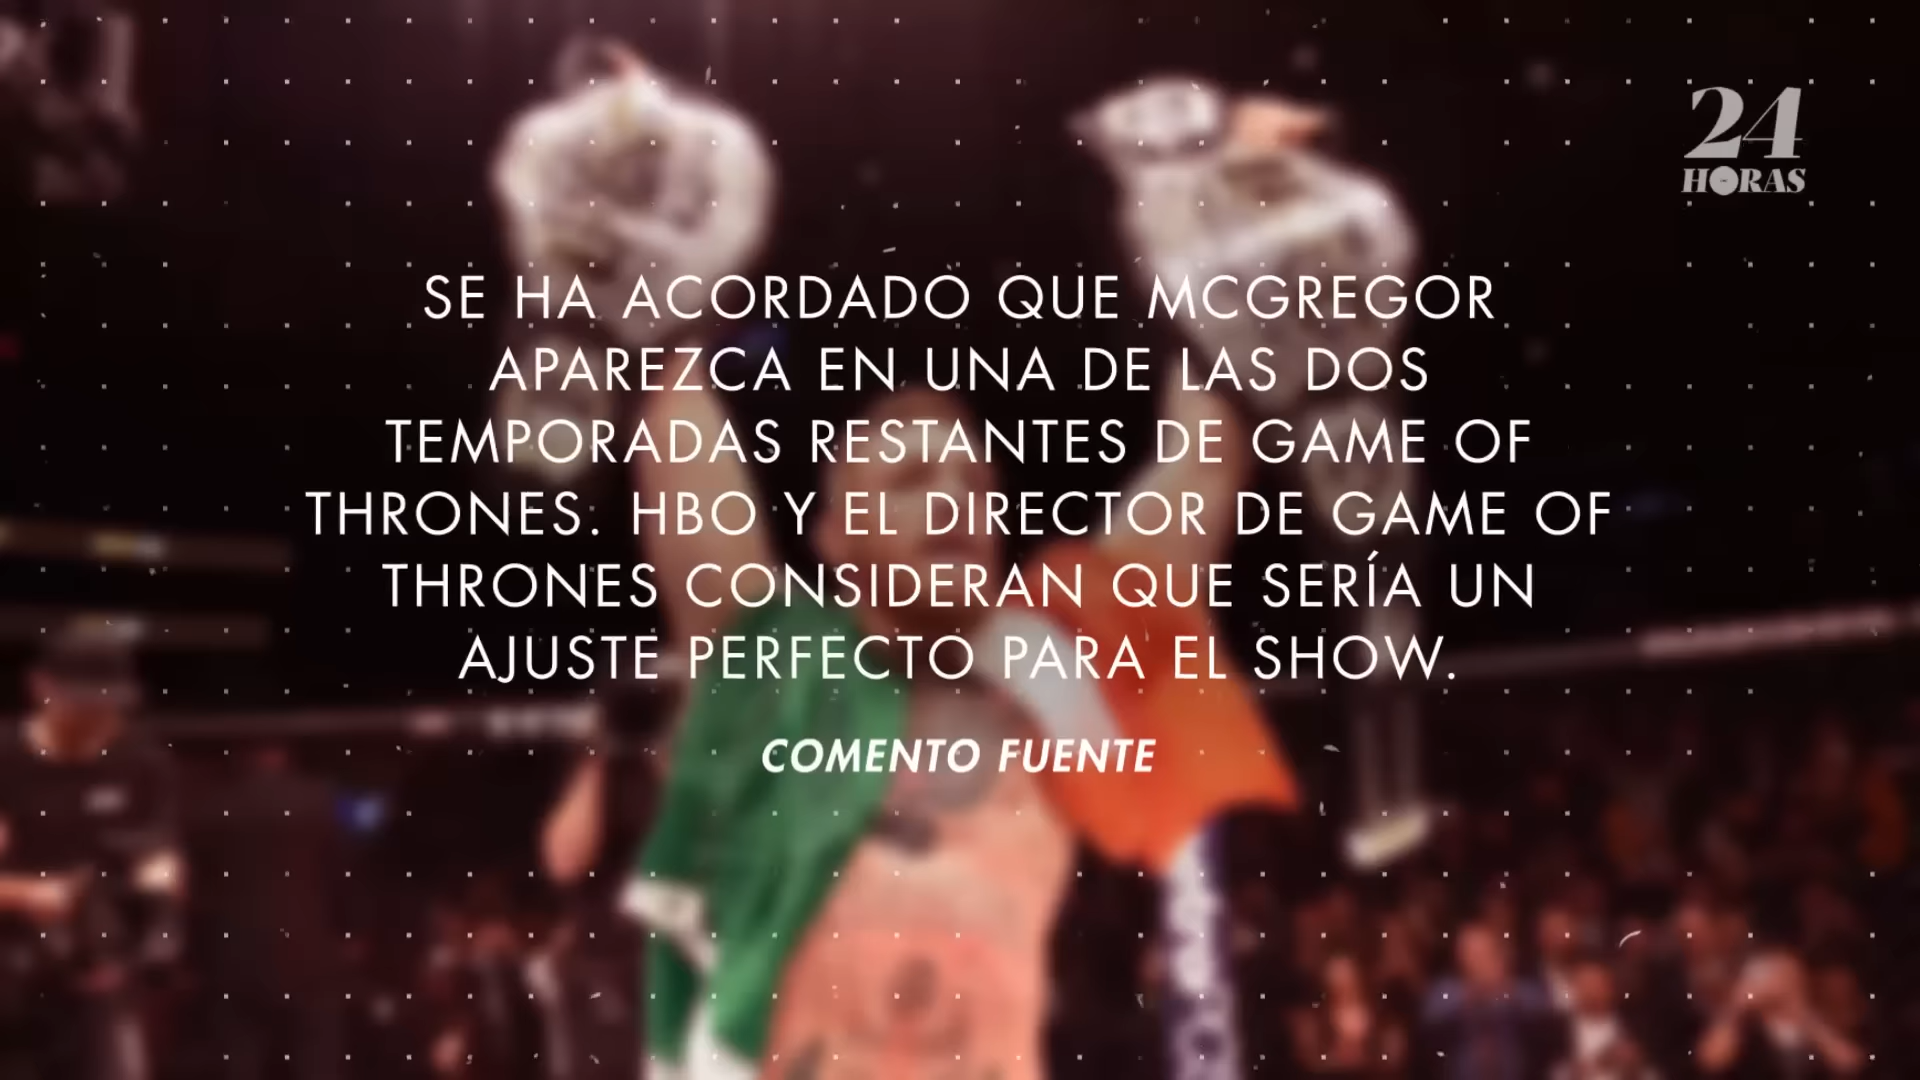 24
HORAS
SE HA ACORDADO QUE MCGREGOR
APAREZCA EN UNA DE LAS DOS
TEMPORADAS RESTANTES DE GAME OF
THRONES. HBO Y EL DIRECTOR DE GAME OF
THRONES CONSIDERAN QUE SERÍA UN
AJUSTE PERFECTO PARA EL SHOW.
COMENTO FUENTE